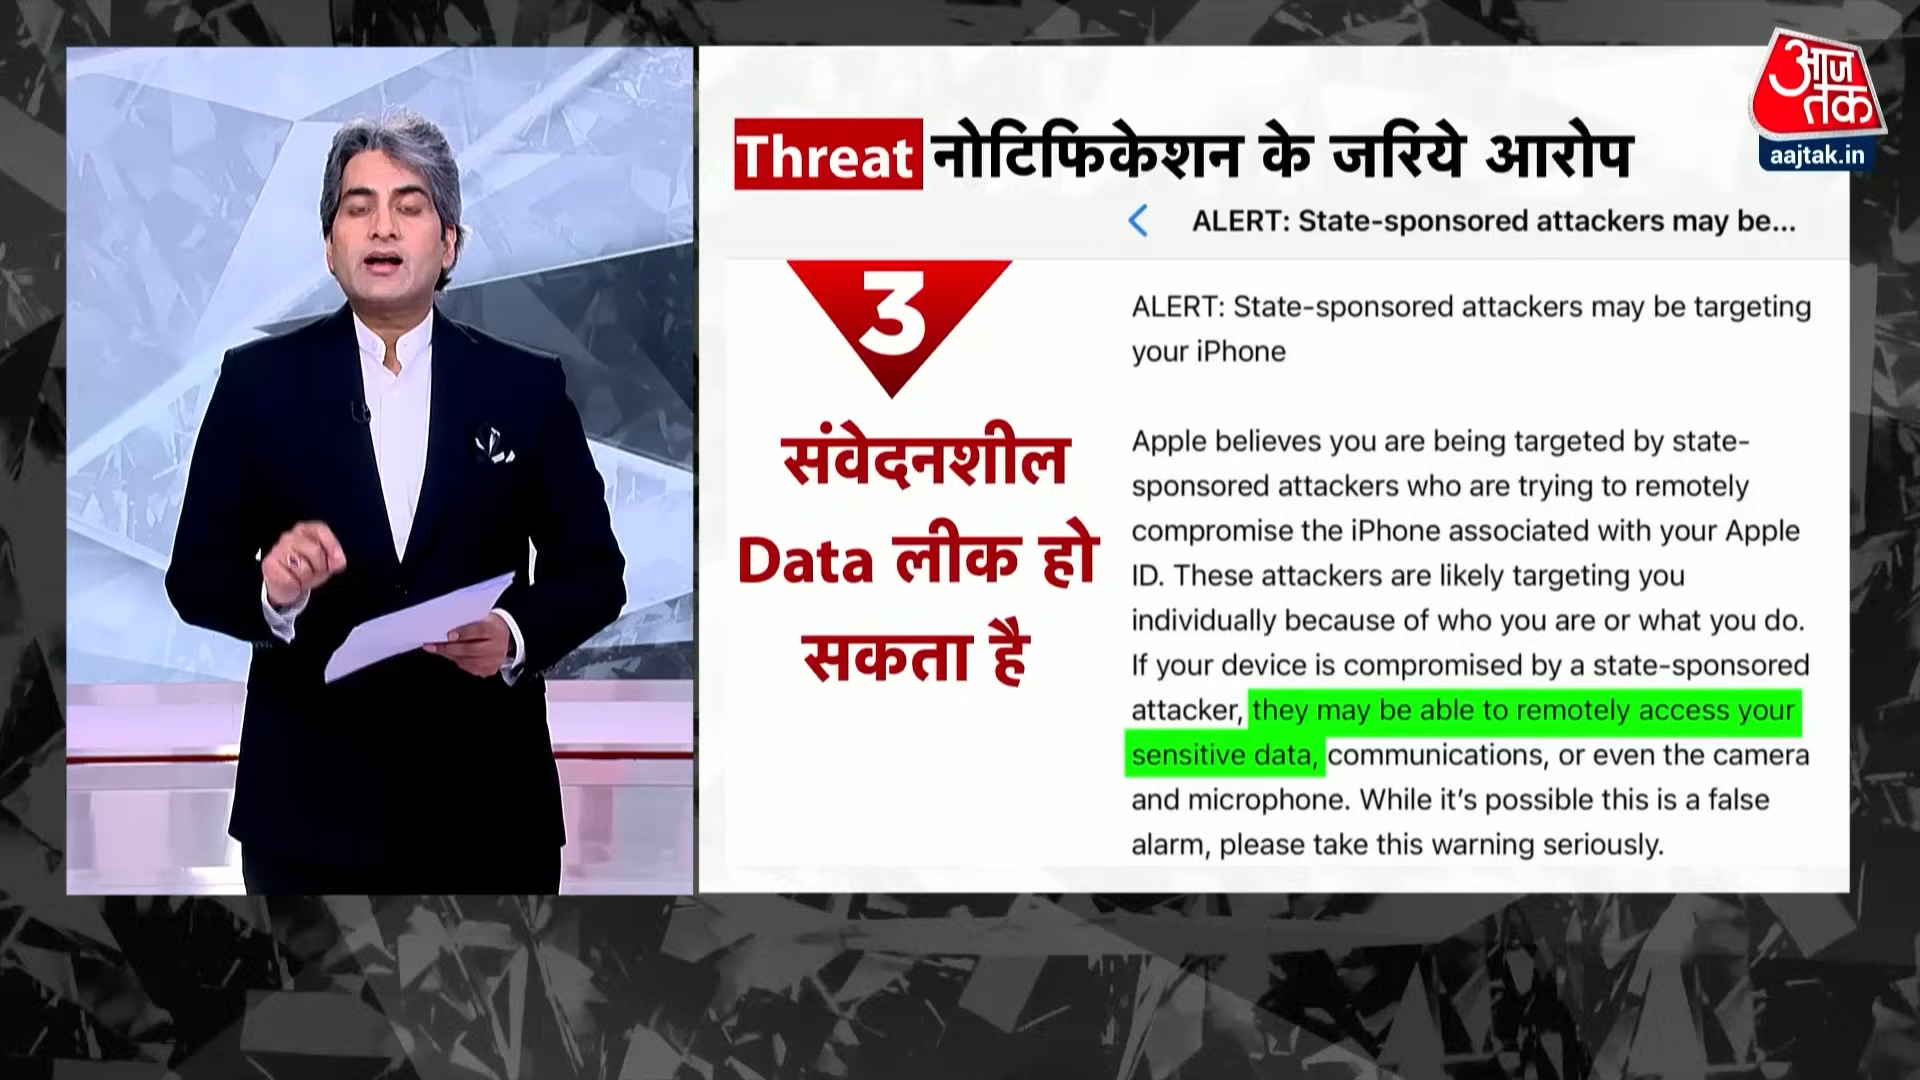 आज
तक
aajtak.in
Threat नोटिफिकेशन के जरिये आरोप
ALERT: State-sponsored attackers may be...
3
संवेदनशील
Data लीक हो
सकता है
ALERT: State-sponsored attackers may be targeting
your iPhone
Apple believes you are being targeted by state-
sponsored attackers who are trying to remotely
compromise the iPhone associated with your Apple
ID. These attackers are likely targeting you
individually because of who you are or what you do.
If your device is compromised by a state-sponsored
attacker, they may be able to remotely access your
sensitive data, communications, or even the camera
and microphone. While it’s possible this is a false
alarm, please take this warning seriously.